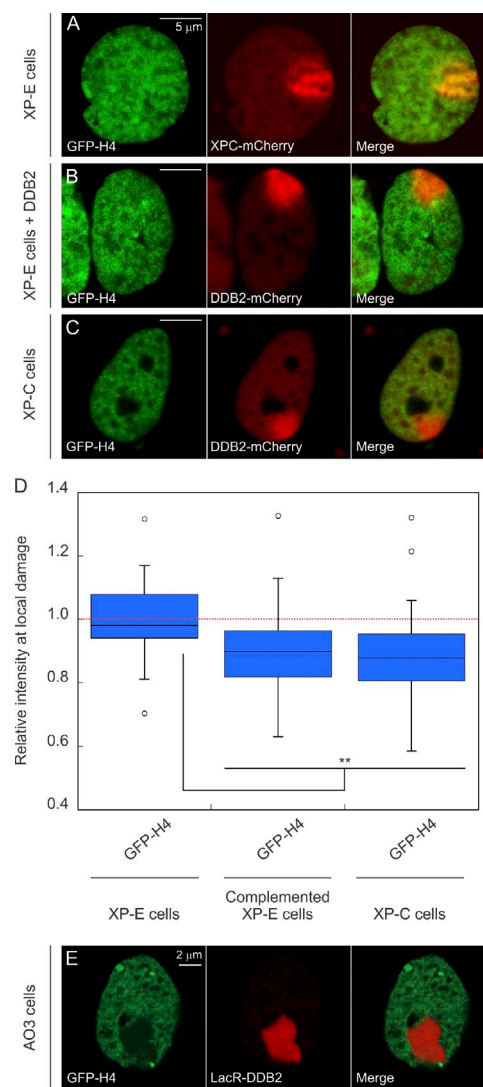 A
5 μm
XP-E cells
GFP-H4
XPC-mCherry
Merge
B
XP-E cells + DDB2
GFP-H4
DDB2-mCherry
Merge
C
XP-C cells
GFP-H4
DDB2-mCherry
Merge
D
Relative intensity at local damage
1.4
1.2
1.0
0.8
0.6
0.4
**
GFP-H4
GFP-H4
GFP-H4
XP-E cells
Complemented
XP-E cells
XP-C cells
E
2 μm
AO3 cells
GFP-H4
LacR-DDB2
Merge